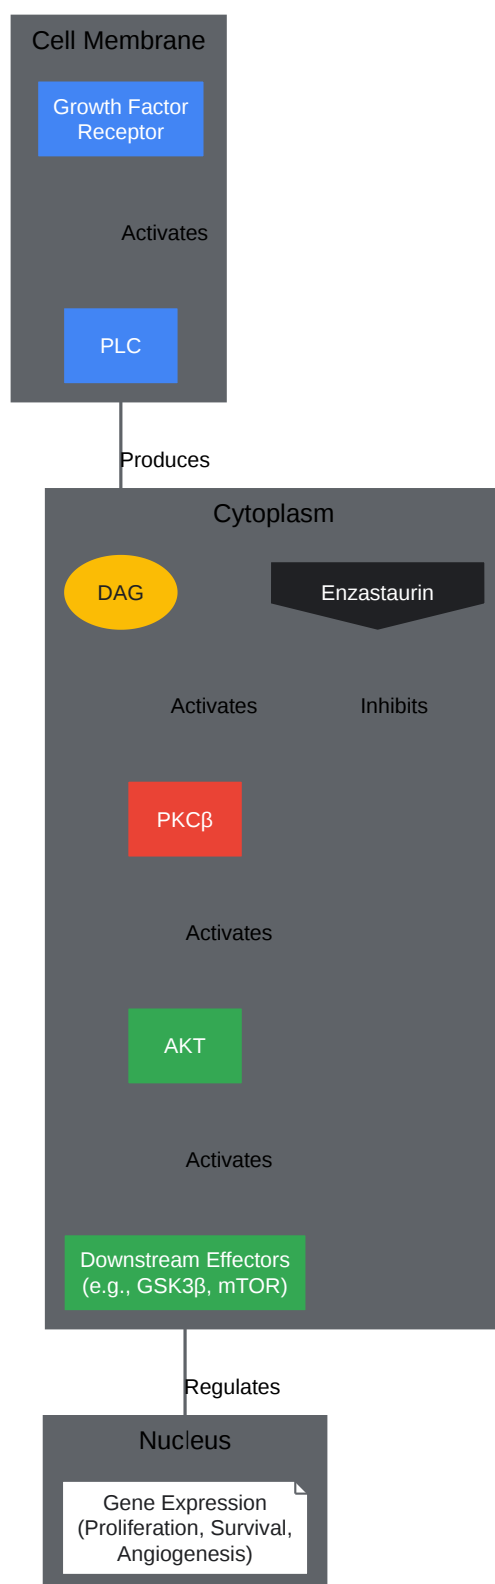 Cell Membrane
Growth Factor
Receptor
Activates
PLC
Produces
Cytoplasm
DAG
Enzastaurin
Activates
Inhibits
PKCβ
Activates
AKT
Activates
Downstream Effectors
(e.g., GSK3β, mTOR)
Regulates
Nucleus
Gene Expression
(Proliferation, Survival,
Angiogenesis)